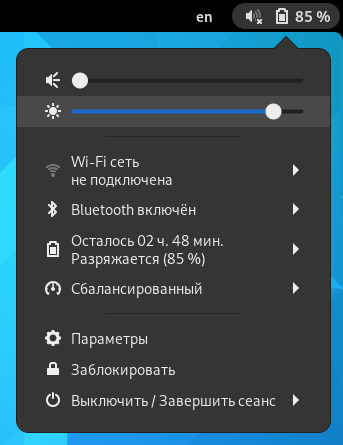 en 85 %
Wi-Fi сеть
не подключена
Bluetooth включён
Осталось 02 ч. 48 мин.
Разряжается (85 %)
Сбалансированный
Параметры
Заблокировать
Выключить / Завершить сеанс